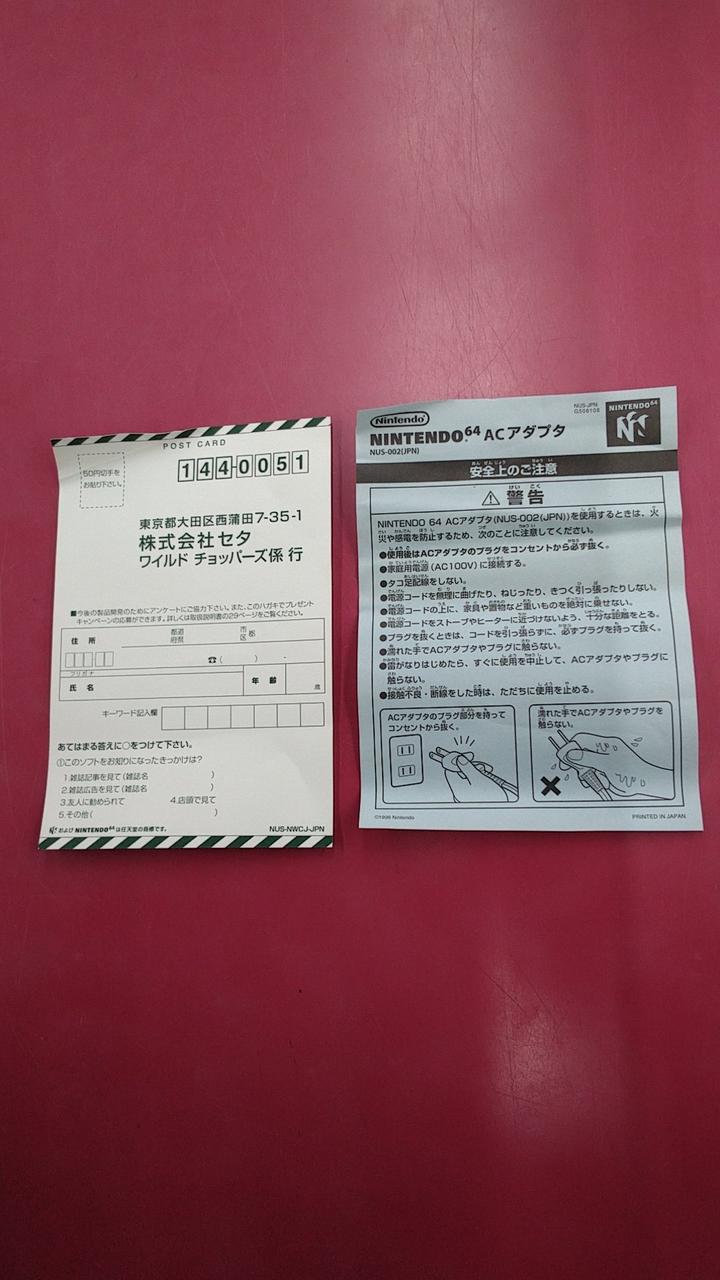 POST CARD
50円切手を
お貼り下さい。
144-0051
東京都大田区西蒲田7-35-1
株式会社セタ
ワイルド チョッパーズ係 行
■今後の製品開発のためにアンケートにご協力下さい。また、このハガキでプレゼント
キャンペーンの応募ができます。詳しくは取扱説明書の29ページをご覧ください。
住 所
都道
府県
市
区
郡
☎( ) -
フリガナ
氏 名
年 齢
歳
キーワード記入欄
あてはまる答えに○をつけて下さい。
①このソフトをお知りになったきっかけは?
1.雑誌記事を見て(雑誌名 )
2.雑誌広告を見て(雑誌名 )
3.友人に勧められて 4.店頭で見て
5.その他( )
および NINTENDO64 は任天堂の商標です。
NUS-NWCJ-JPN
Nintendo
NINTENDO64 ACアダプタ
NUS-002(JPN)
NUS-JPN
G508108
NINTENDO64
安全上のご注意
警告
NINTENDO 64 ACアダプタ(NUS-002(JPN))を使用するときは、火
災や感電を防止するため、次のことに注意してください。
●使用後はACアダプタのプラグをコンセントから必ず抜く。
●家庭用電源(AC100V)に接続する。
●タコ足配線をしない。
●電源コードを無理に曲げたり、ねじったり、きつく引っ張ったりしない。
●電源コードの上に、家具や置物など重いものを絶対に乗せない。
●電源コードをストーブやヒーターに近づけないよう、十分な距離をとる。
●プラグを抜くときは、コードを引っ張らずに、必ずプラグを持って抜く。
●濡れた手でACアダプタやプラグに触らない。
●雷がなりはじめたら、すぐに使用を中止して、ACアダプタやプラグに
触らない。
●接触不良・断線をした時は、ただちに使用を止める。
ACアダプタのプラグ部分を持って
コンセントから抜く。
濡れた手でACアダプタやプラグを
触らない。
©1996 Nintendo
PRINTED IN JAPAN